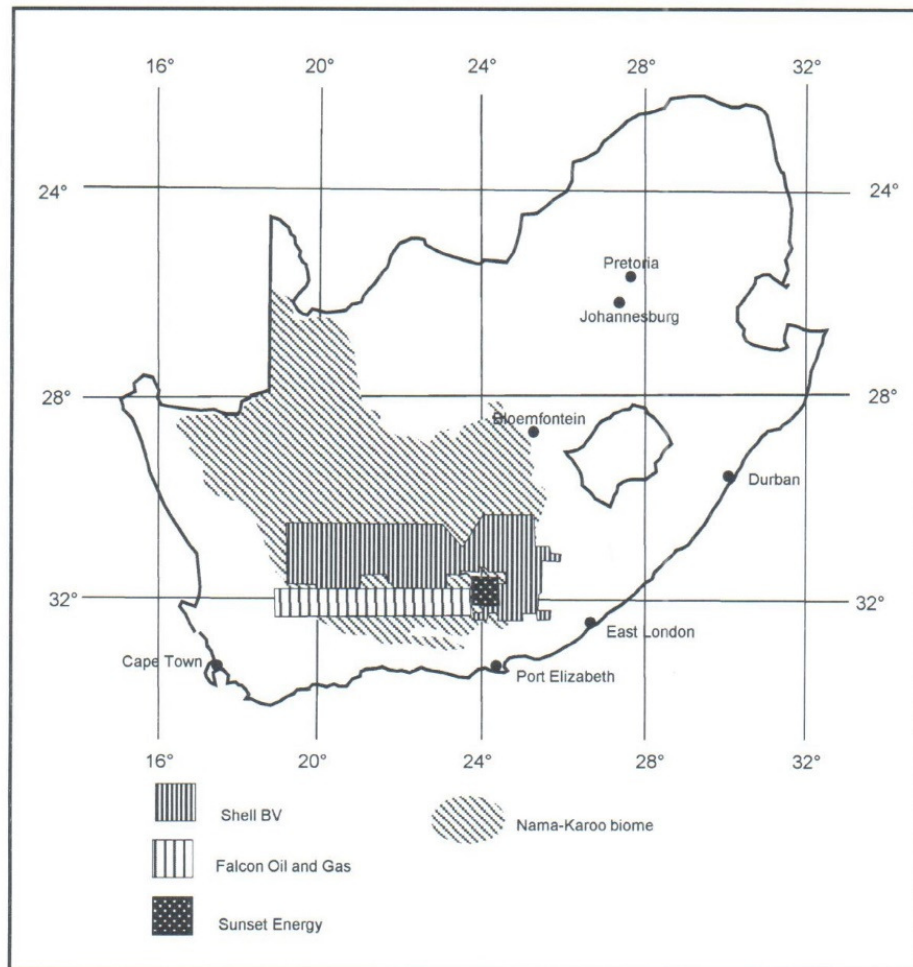 16° 20° 24° 28° 32°
24° 24°
Pretoria
Johannesburg
28° 28°
Bloemfontein
Durban
32° 32°
East London
Cape Town
Port Elizabeth
16° 20° 24° 28° 32°
Shell BV
Nama-Karoo biome
Falcon Oil and Gas
Sunset Energy